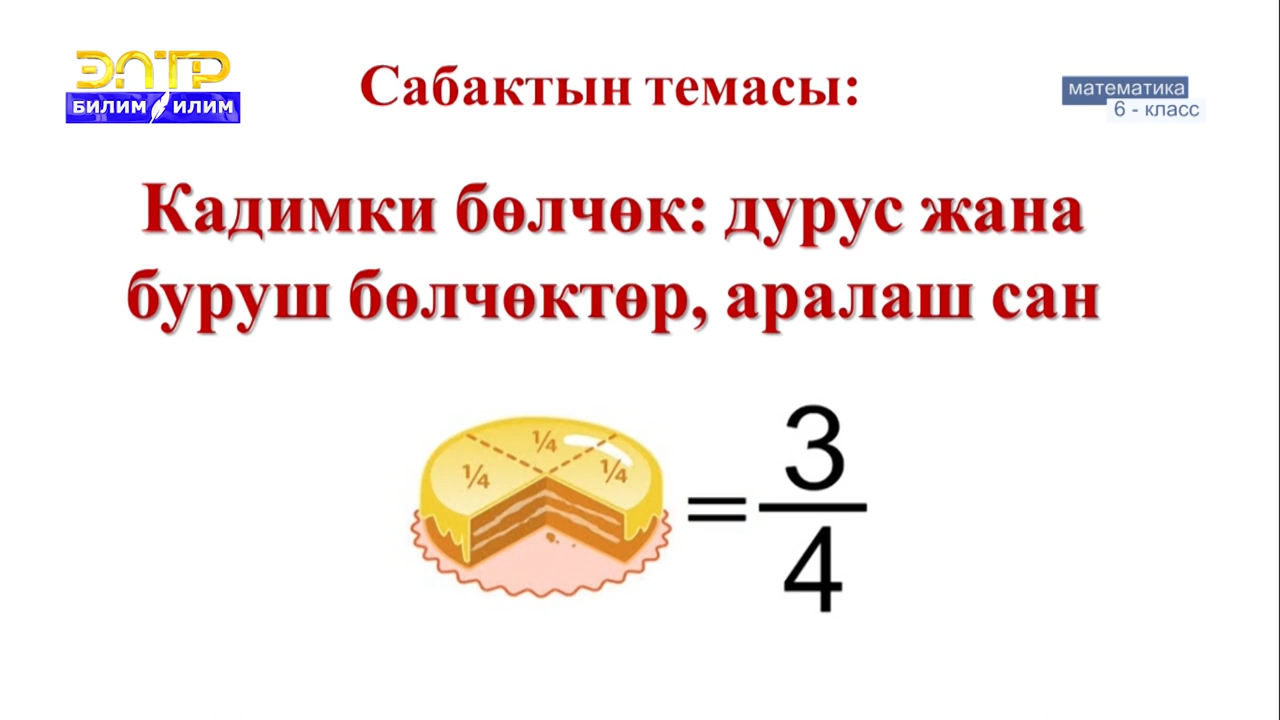 ЭЛТР
БИЛИМ ИЛИМ
Сабактын темасы:
математика
6 - класс
Кадимки бөлчөк: дурус жана
буруш бөлчөктөр, аралаш сан
1/4
1/4
1/4
= 3/4